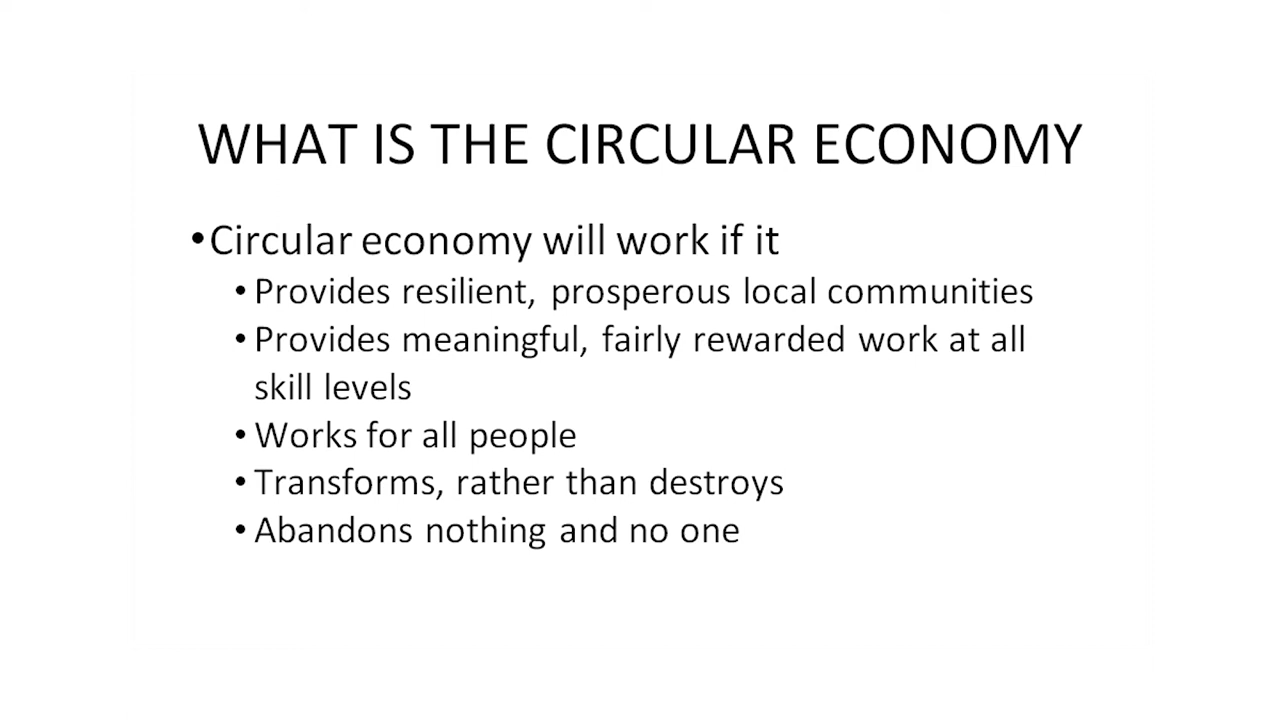 WHAT IS THE CIRCULAR ECONOMY
•Circular economy will work if it
• Provides resilient, prosperous local communities
• Provides meaningful, fairly rewarded work at all
skill levels
• Works for all people
• Transforms, rather than destroys
• Abandons nothing and no one